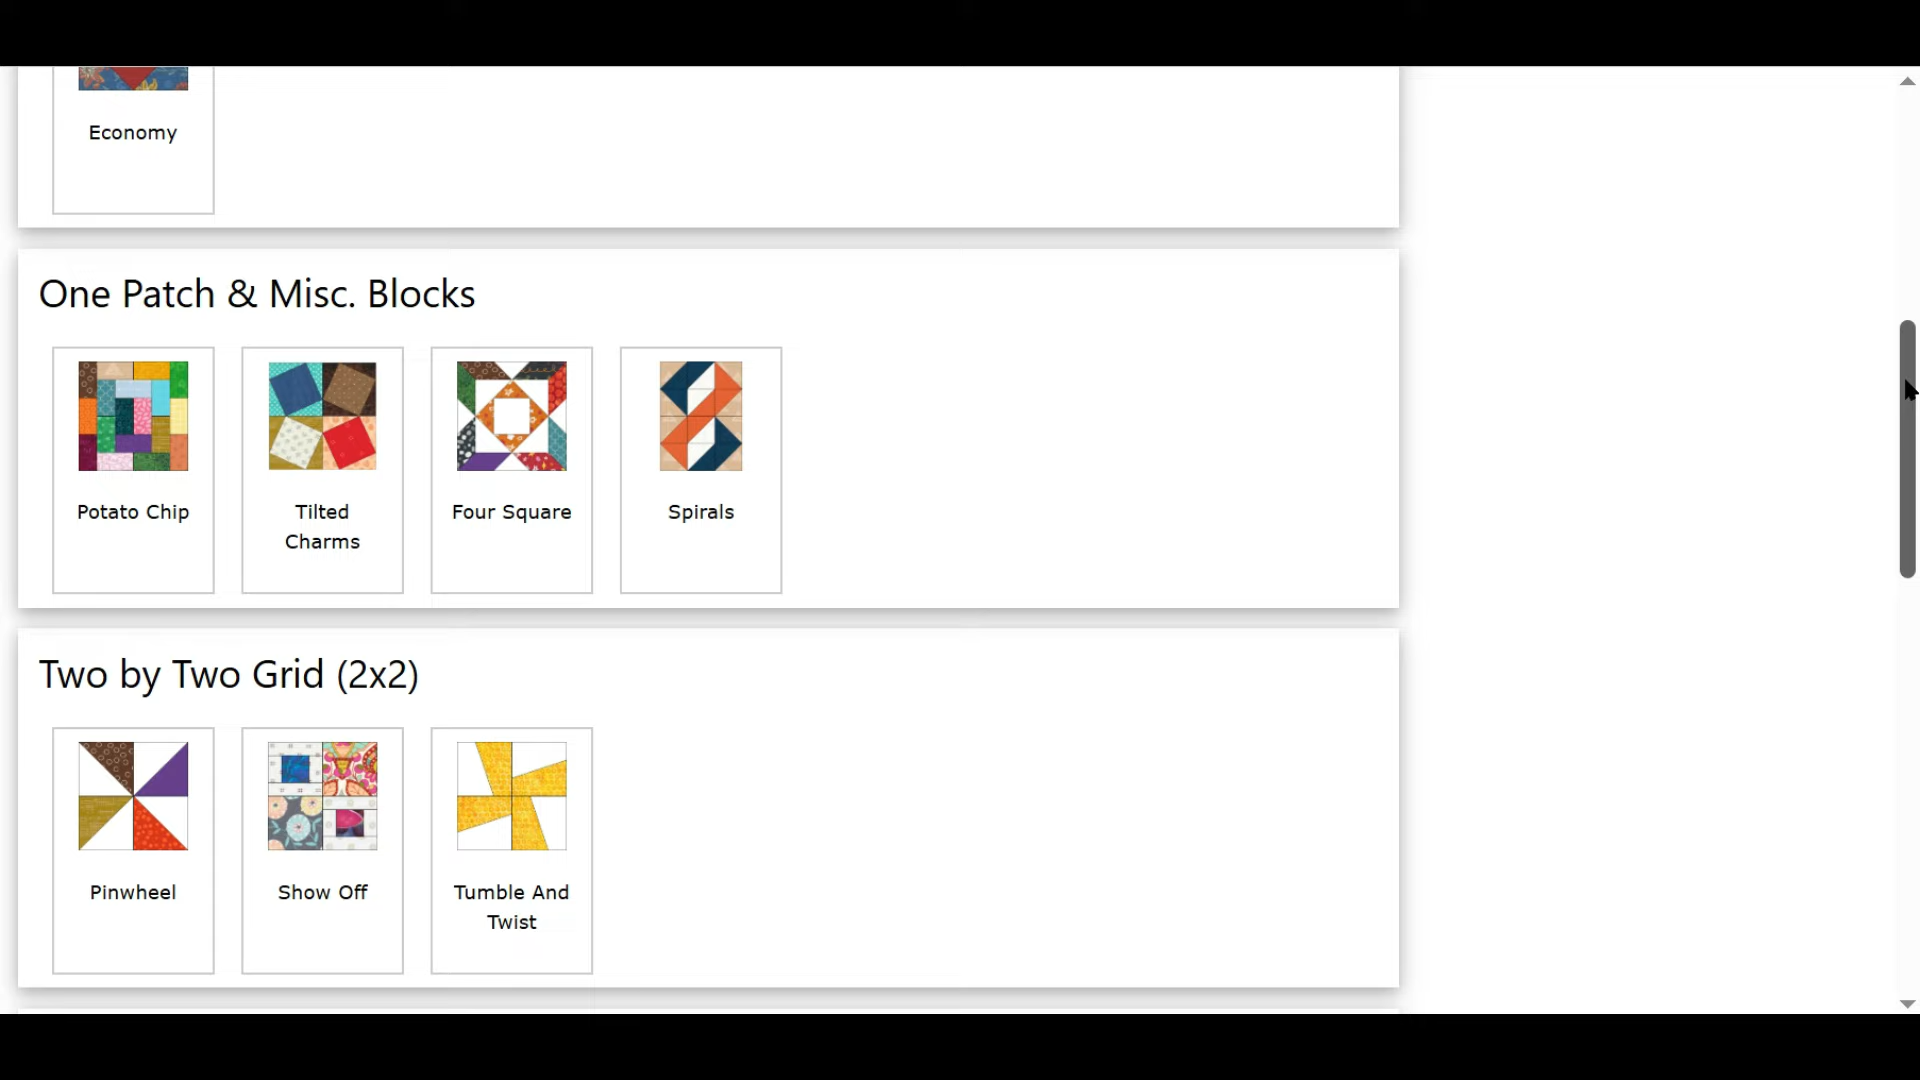 Economy
One Patch & Misc. Blocks
Potato Chip
Tilted
Charms
Four Square
Spirals
Two by Two Grid (2x2)
Pinwheel
Show Off
Tumble And
Twist